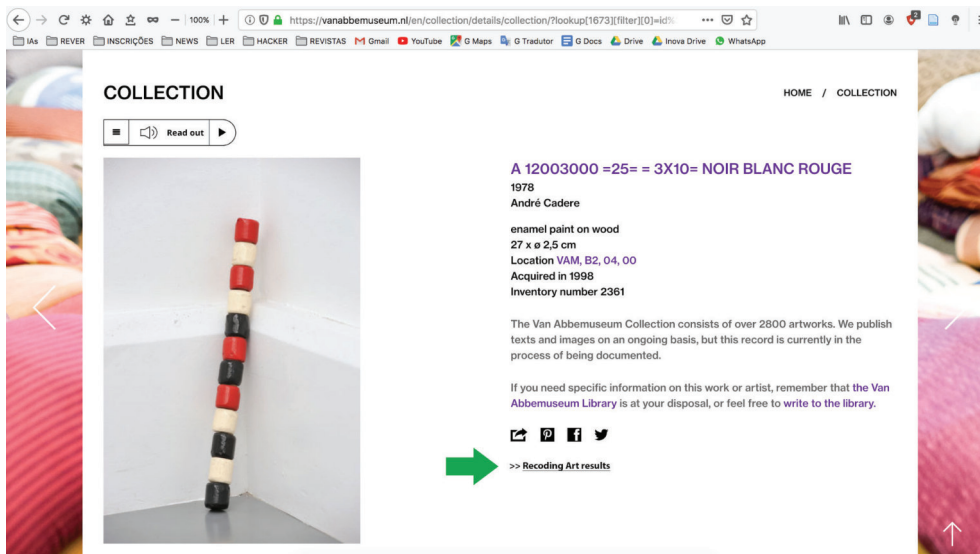 100%
https://vanabbemuseum.nl/en/collection/details/collection/?lookup[1673][filter][0]=id%
2
IAs REVER INSCRIÇÕES NEWS LER HACKER REVISTAS Gmail YouTube G Maps G Tradutor G Docs Drive Inova Drive WhatsApp
COLLECTION
HOME / COLLECTION
Read out
A 12003000 =25= = 3X10= NOIR BLANC ROUGE
1978
André Cadere
enamel paint on wood
27 x ø 2,5 cm
Location VAM, B2, 04, 00
Acquired in 1998
Inventory number 2361
The Van Abbemuseum Collection consists of over 2800 artworks. We publish
texts and images on an ongoing basis, but this record is currently in the
process of being documented.
If you need specific information on this work or artist, remember that the Van
Abbemuseum Library is at your disposal, or feel free to write to the library.
>> Recoding Art results